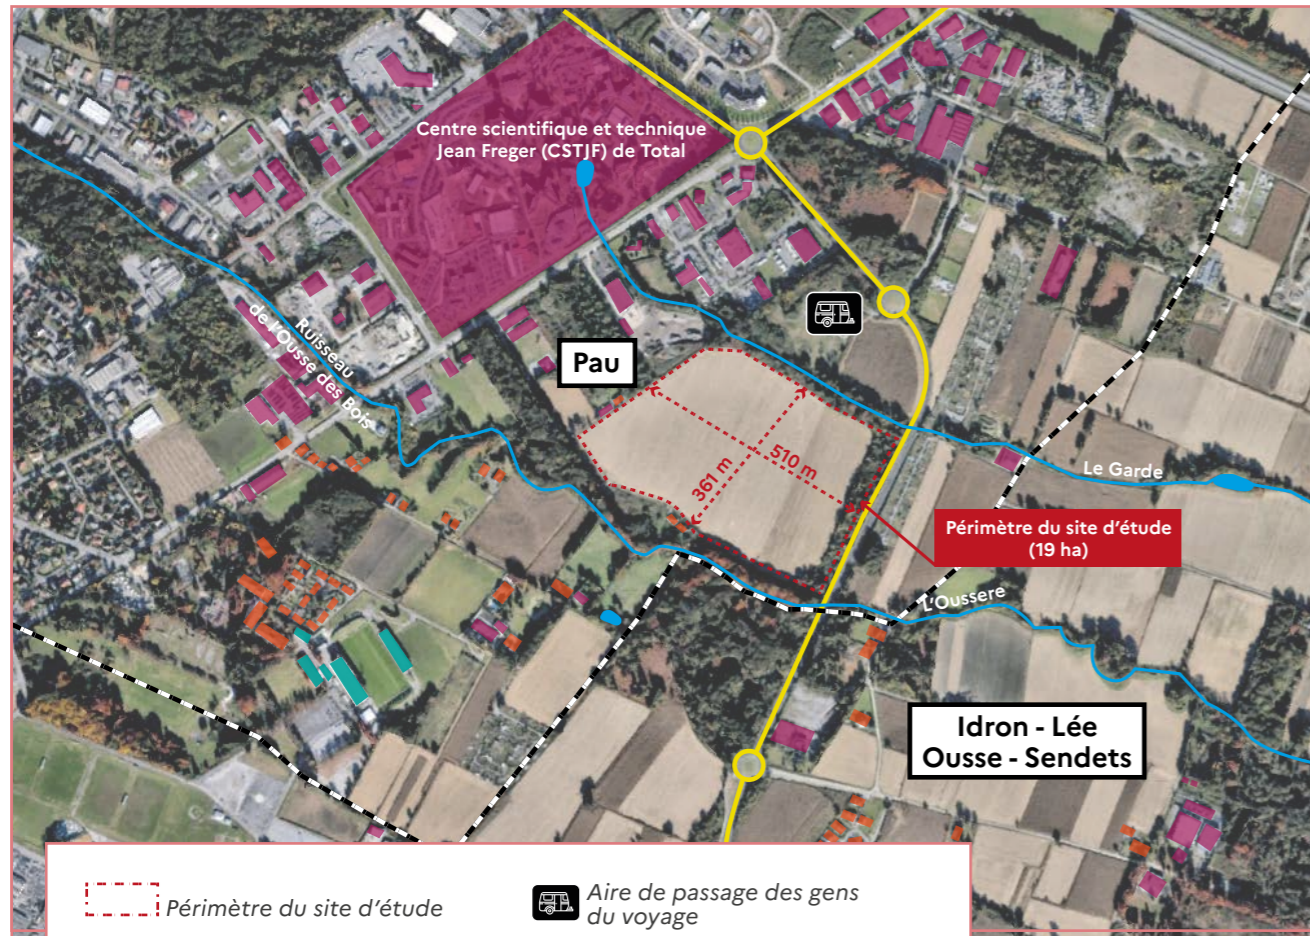 Centre scientifique et technique
Jean Freger (CSTJF) de Total
Ruisseau
de l'Ousse des Bois
Pau
510 m
361 m
Le Garde
Périmètre du site d'étude
(19 ha)
L'Oussere
Idron - Lée
Ousse - Sendets
Périmètre du site d'étude
Aire de passage des gens
du voyage